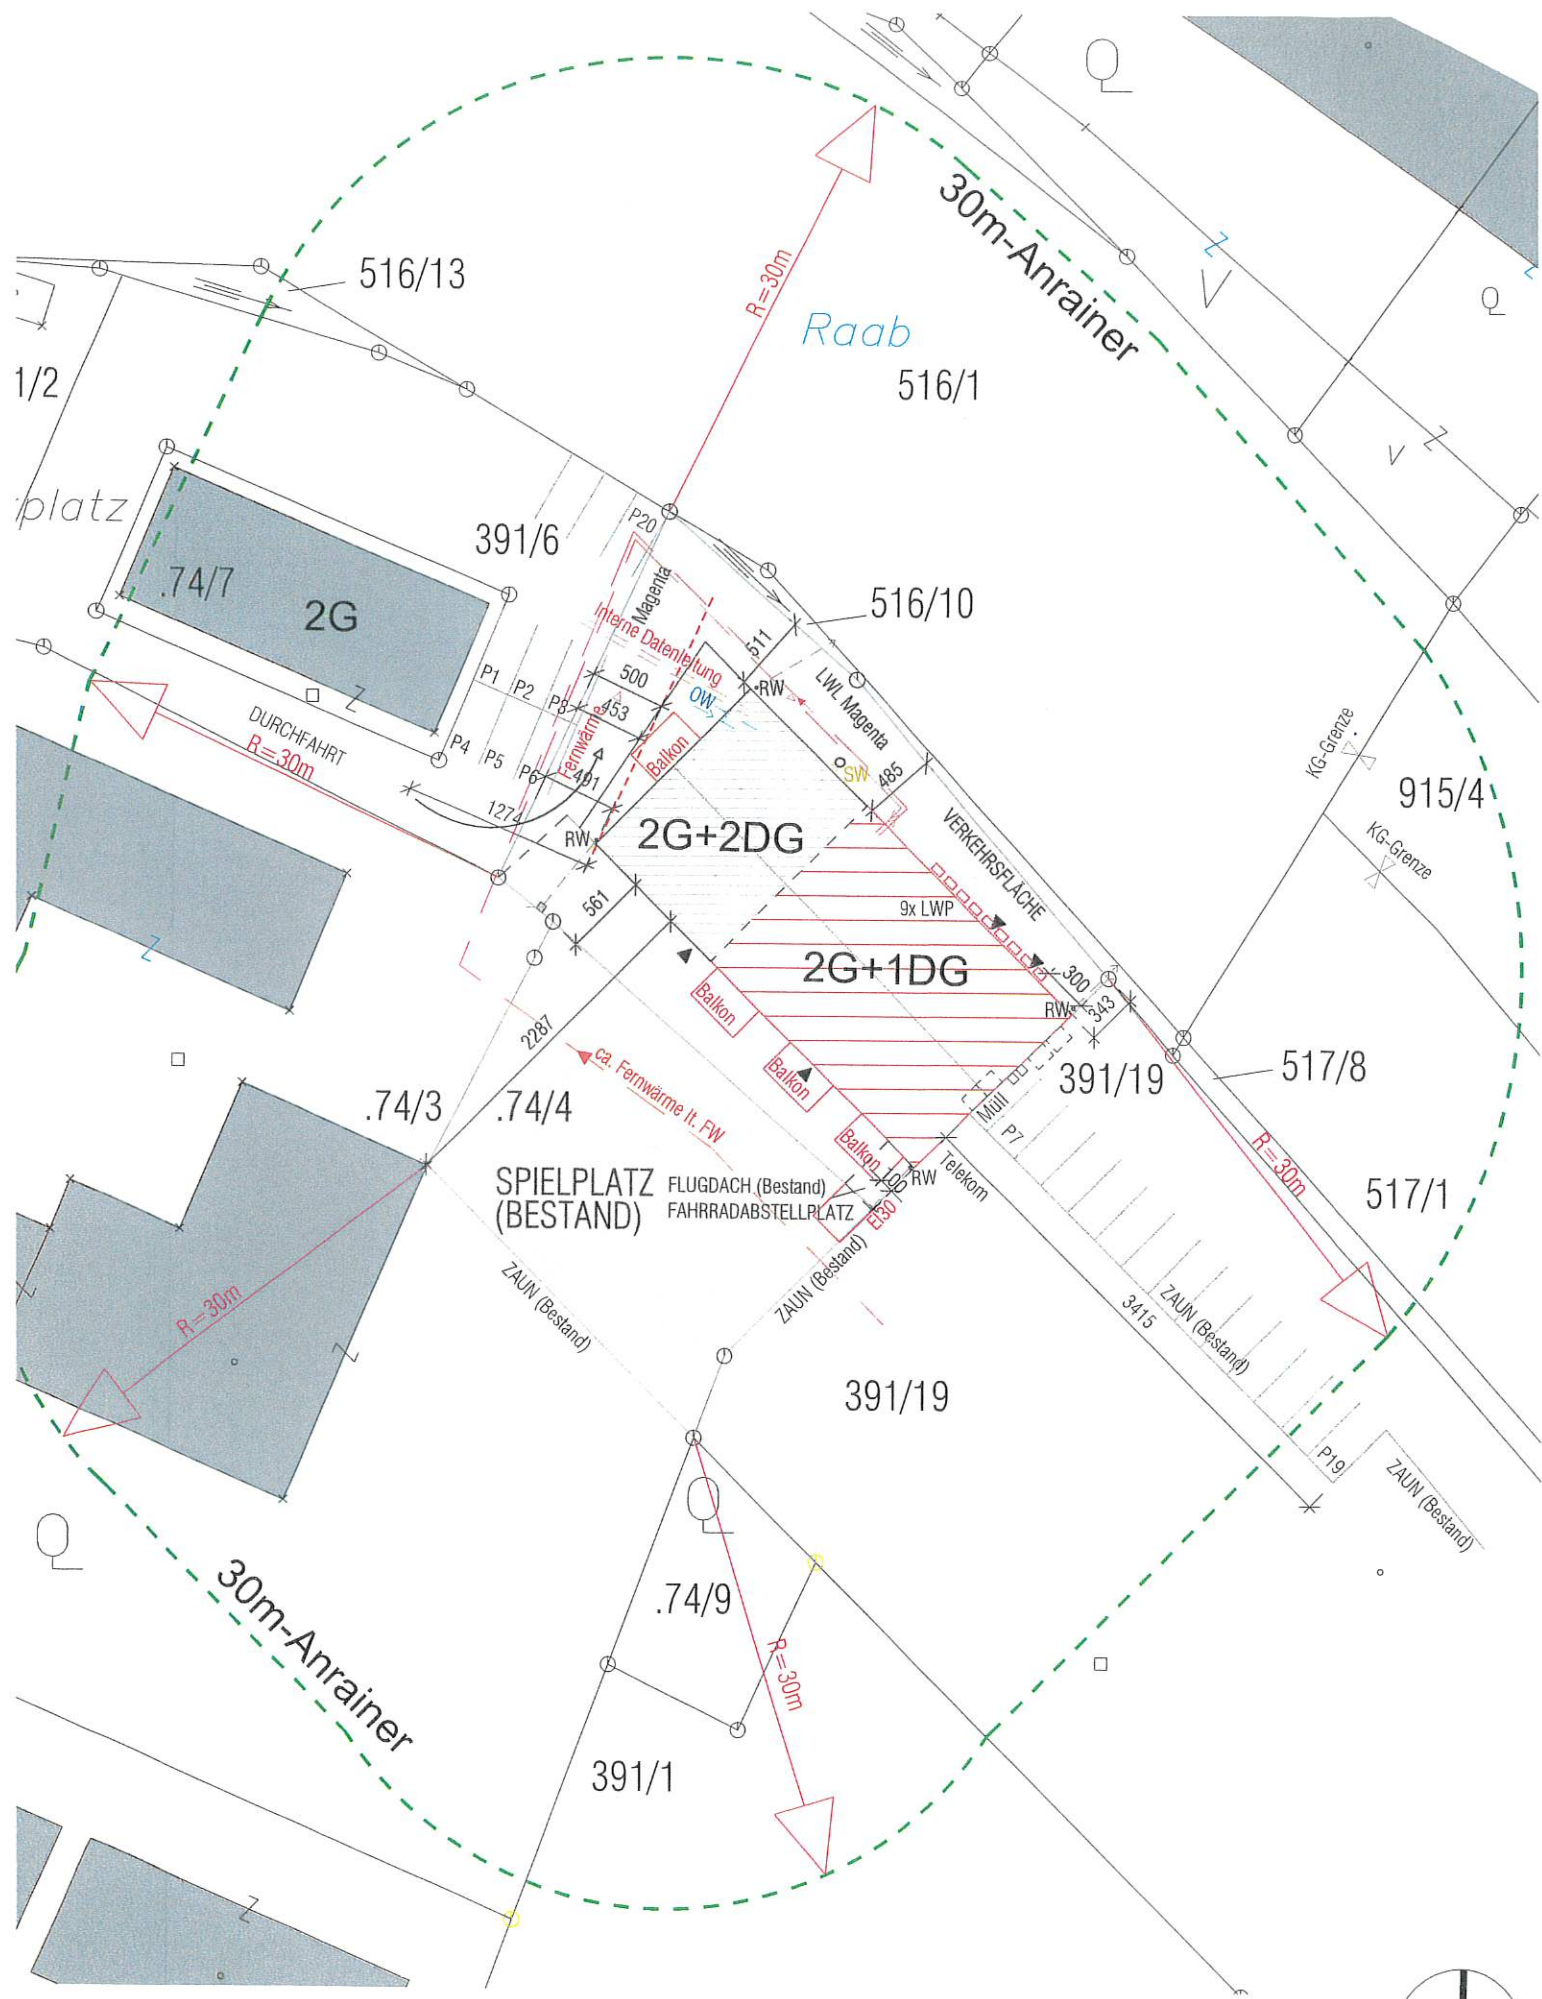 30m-Anrainer
516/13
R=30m
Raab
516/1
1/2
platz
391/6
P20
.74/7
2G
Magenta
Interne Datenleitung
516/10
511
LWL Magenta
500
OW
RW
P1
P2
P3
453
Fernwärme
Balkon
DURCHFAHRT
R=30m
P4
P5
P6
491
SW
485
KG-Grenze
915/4
KG-Grenze
1274
RW
2G+2DG
VERKEHRSFLÄCHE
9x LWP
561
2G+1DG
300
RW
343
Balkon
2287
ca. Fernwärme lt. FW
Balkon
391/19
517/8
.74/3
.74/4
Müll
P7
Balkon
100
RW
Telekom
R=30m
SPIELPLATZ
(BESTAND)
FLUGDACH (Bestand)
FAHRRADABSTELLPLATZ
EI30
517/1
ZAUN (Bestand)
ZAUN (Bestand)
R=30m
3415
ZAUN (Bestand)
391/19
P19
ZAUN (Bestand)
30m-Anrainer
.74/9
R=30m
391/1